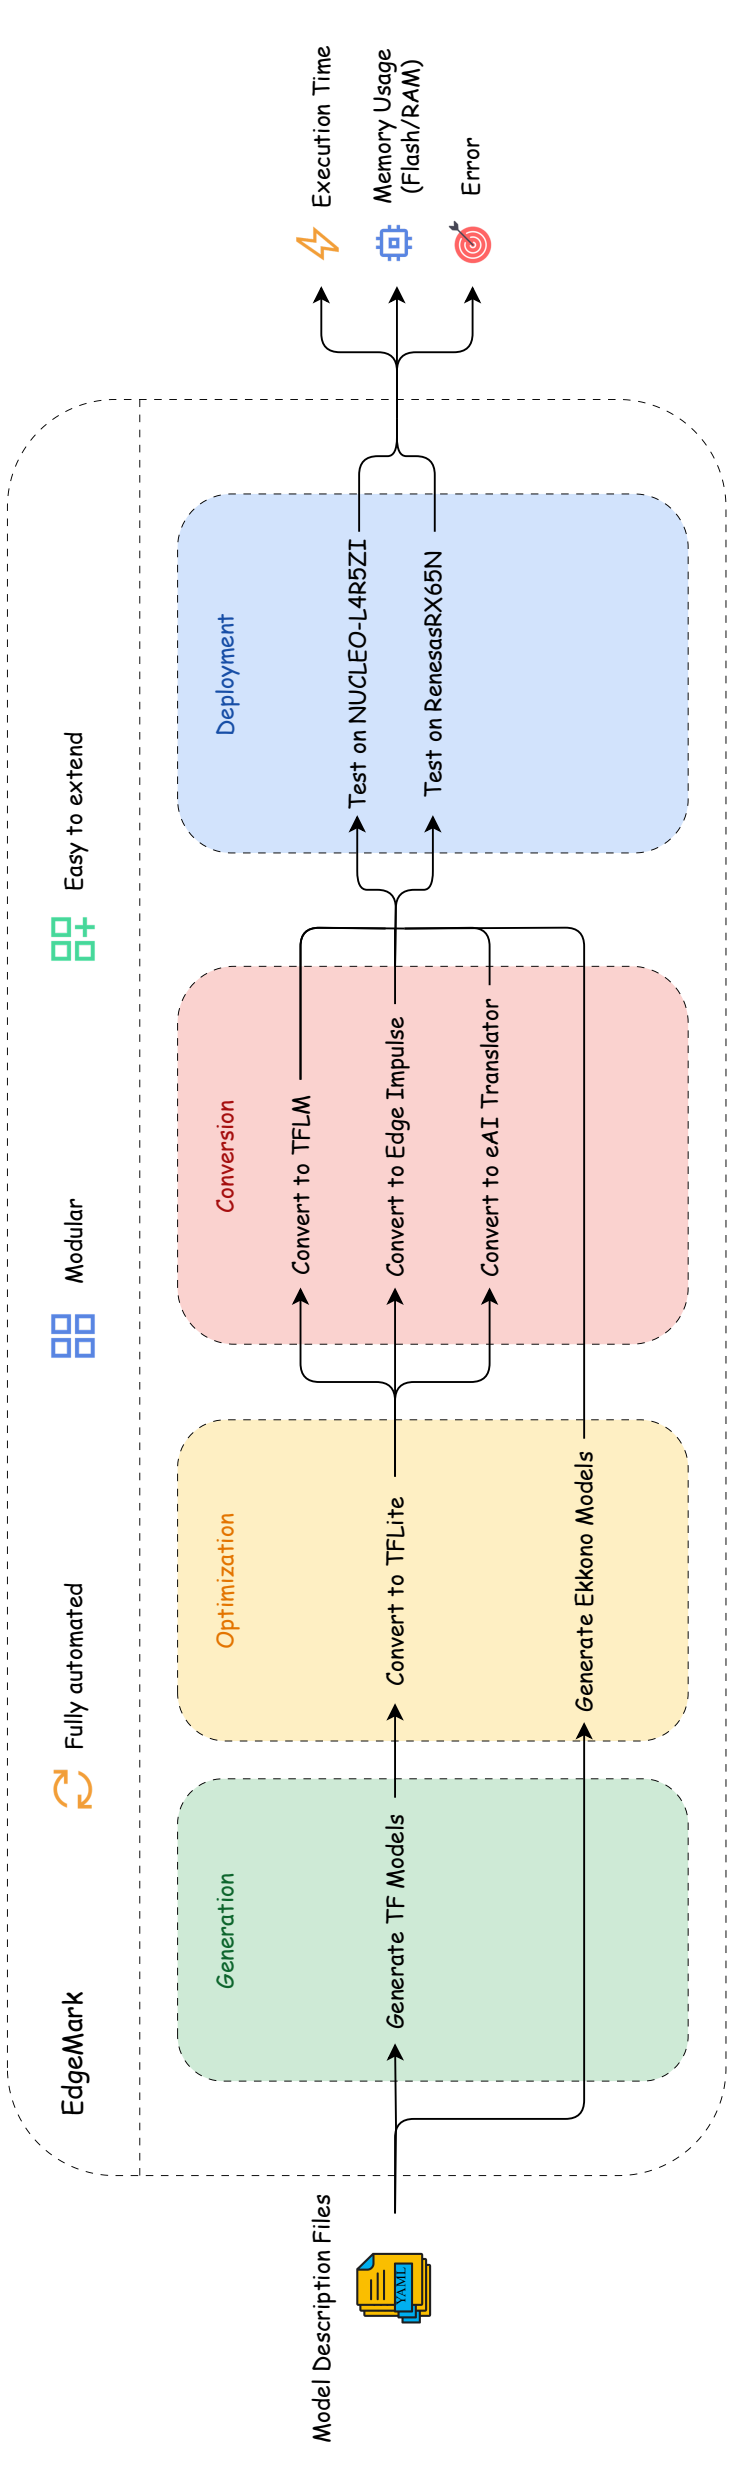 EdgeMark
Fully automated
Modular
Easy to extend
Model Description Files
YAML
Generation
Generate TF Models
Optimization
Convert to TFLite
Generate Ekkono Models
Conversion
Convert to TFLM
Convert to Edge Impulse
Convert to eAI Translator
Deployment
Test on NUCLEO-L4R5ZI
Test on RenesasRX65N
Execution Time
Memory Usage
(Flash/RAM)
Error